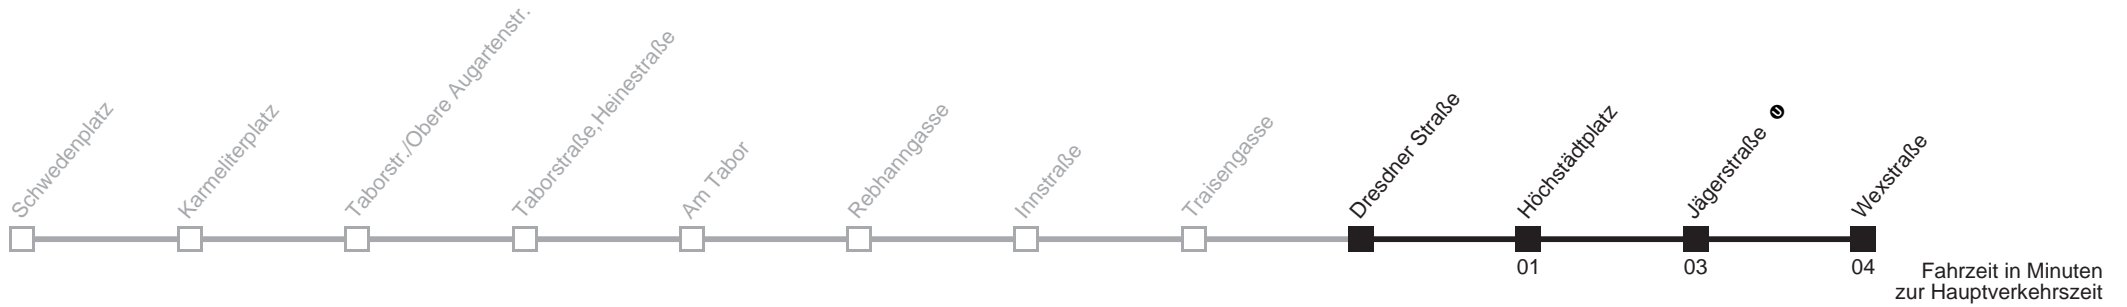 Schwedenplatz
Karmeliterplatz
Taborstr./Obere Augartenstr.
Taborstraße,Heinestraße
Am Tabor
Rebhanngasse
Innstraße
Traisengasse
Dresdner Straße
Höchstädtplatz
Jägerstraße U
Wexstraße
01 03 04
Fahrzeit in Minuten
zur Hauptverkehrszeit